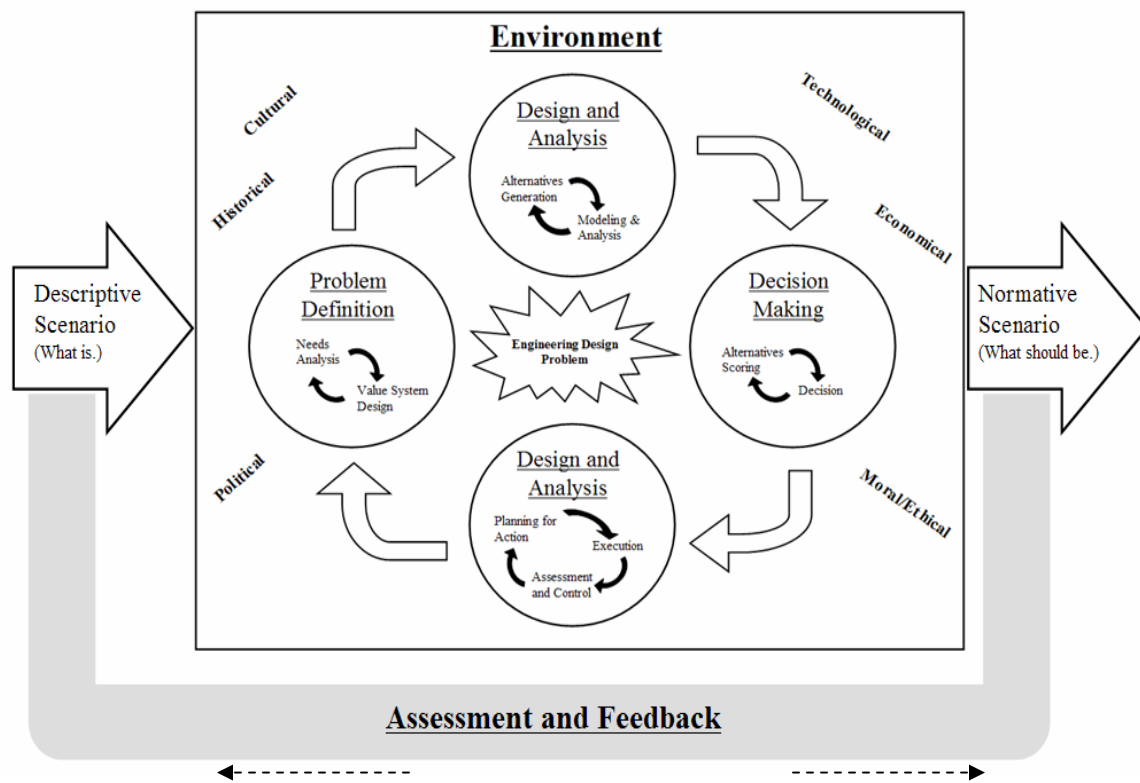 Environment
Cultural
Historical
Political
Technological
Economical
Moral/Ethical
Descriptive
Scenario
(What is.)
Design and
Analysis
Alternatives
Generation
Modeling &
Analysis
Problem
Definition
Needs
Analysis
Value System
Design
Engineering Design
Problem
Decision
Making
Alternatives
Scoring
Decision
Design and
Analysis
Planning for
Action
Execution
Assessment
and Control
Normative
Scenario
(What should be.)
Assessment and Feedback